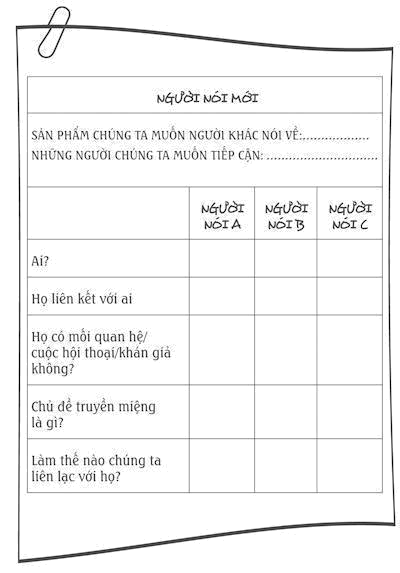 NGƯỜI NÓI MỚI
SẢN PHẨM CHÚNG TA MUỐN NGƯỜI KHÁC NÓI VỀ:..................
NHỮNG NGƯỜI CHÚNG TA MUỐN TIẾP CẬN: ..............................
NGƯỜI NÓI A
NGƯỜI NÓI B
NGƯỜI NÓI C
Ai?
Họ liên kết với ai
Họ có mối quan hệ/
cuộc hội thoại/khán giả
không?
Chủ đề truyền miệng
là gì?
Làm thế nào chúng ta
liên lạc với họ?